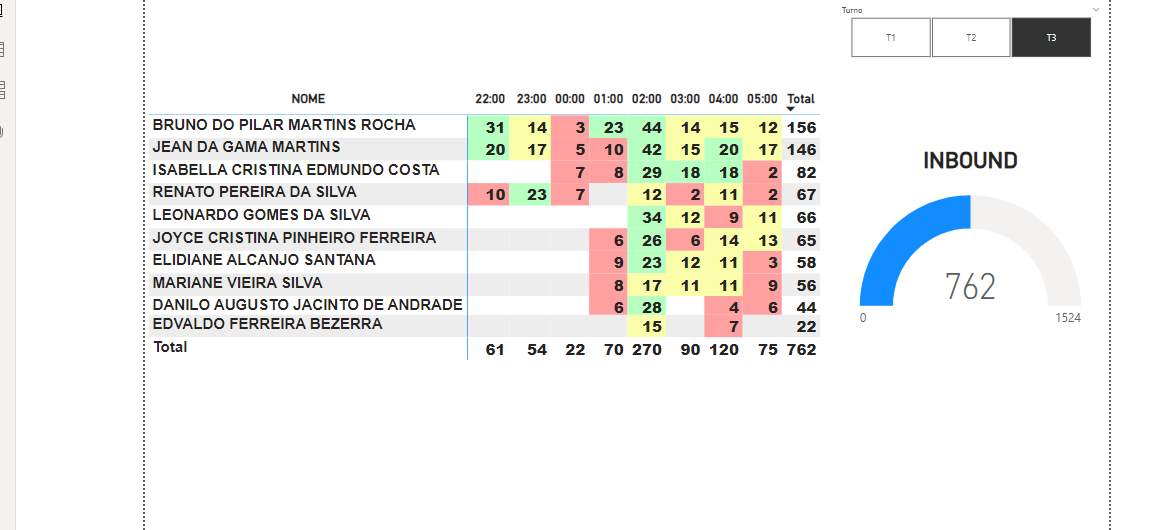 Turno
T1 T2 T3
NOME 22:00 23:00 00:00 01:00 02:00 03:00 04:00 05:00 Total
BRUNO DO PILAR MARTINS ROCHA 31 14 3 23 44 14 15 12 156
JEAN DA GAMA MARTINS 20 17 5 10 42 15 20 17 146
ISABELLA CRISTINA EDMUNDO COSTA 7 8 29 18 18 2 82
RENATO PEREIRA DA SILVA 10 23 7 12 2 11 2 67
LEONARDO GOMES DA SILVA 34 12 9 11 66
JOYCE CRISTINA PINHEIRO FERREIRA 6 26 6 14 13 65
ELIDIANE ALCANJO SANTANA 9 23 12 11 3 58
MARIANE VIEIRA SILVA 8 17 11 11 9 56
DANILO AUGUSTO JACINTO DE ANDRADE 6 28 4 6 44
EDVALDO FERREIRA BEZERRA 15 7 22
Total 61 54 22 70 270 90 120 75 762
INBOUND
762
0 1524